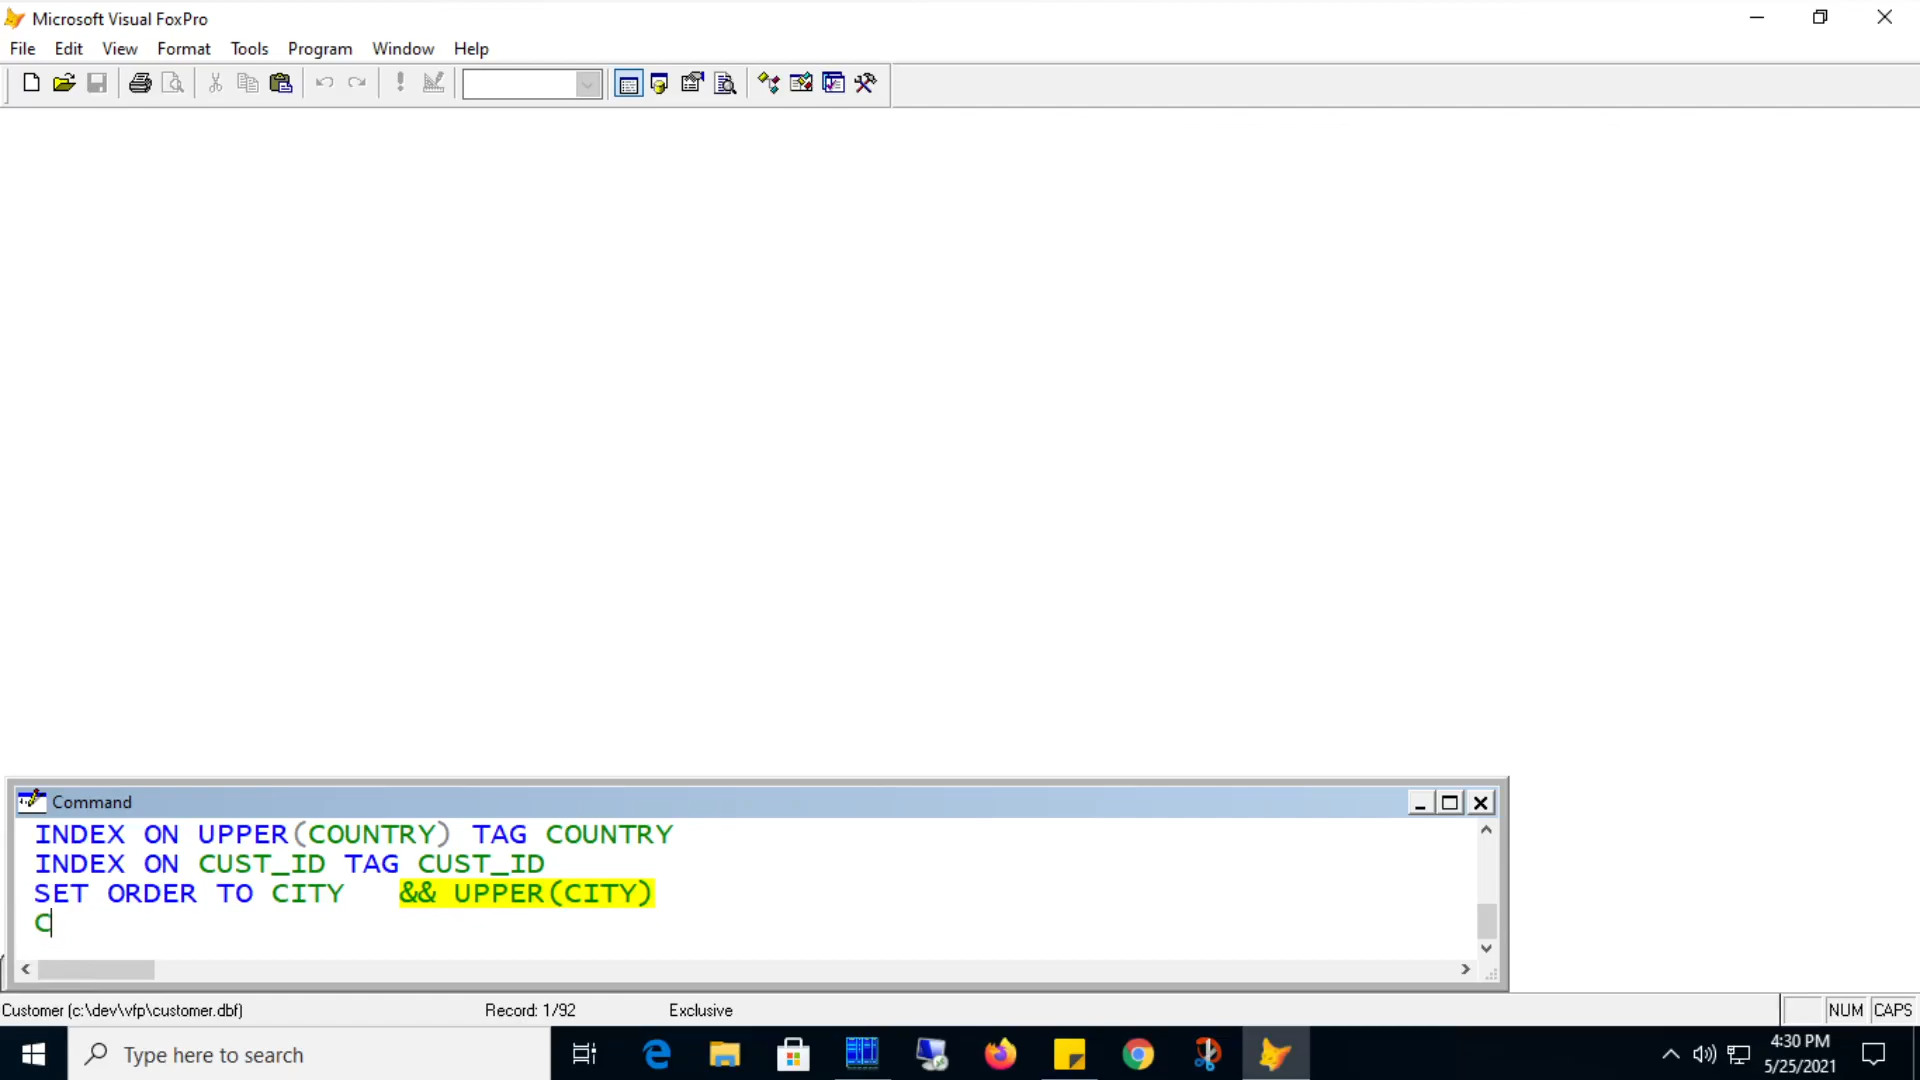 Microsoft Visual FoxPro
File Edit View Format Tools Program Window Help
Command
INDEX ON UPPER(COUNTRY) TAG COUNTRY
INDEX ON CUST_ID TAG CUST_ID
SET ORDER TO CITY && UPPER(CITY)
C
Customer (c:\dev\vfp\customer.dbf) Record: 1/92 Exclusive NUM CAPS
Type here to search
4:30 PM
5/25/2021